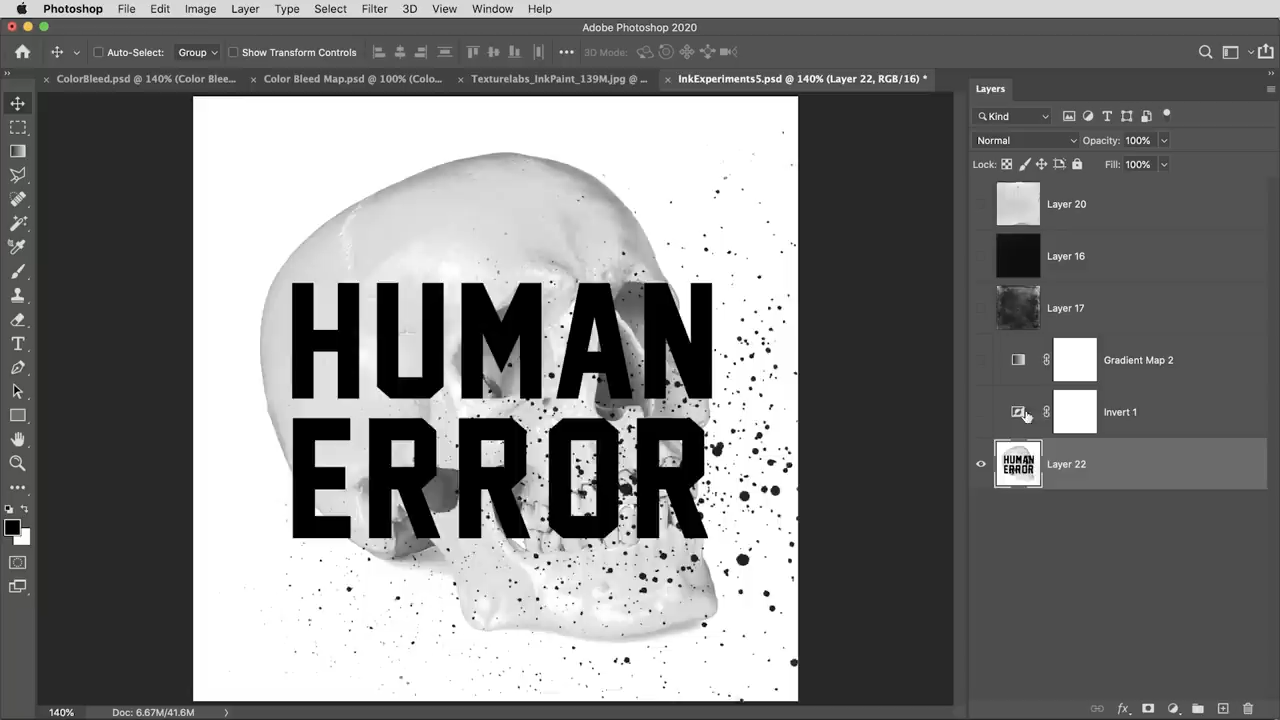 Photoshop File Edit Image Layer Type Select Filter 3D View Window Help
Adobe Photoshop 2020
Auto-Select: Group Show Transform Controls 3D Mode:
ColorBleed.psd @ 140% (Color Blee... Color Bleed Map.psd @ 100% (Colo... Texturelabs_InkPaint_139M.jpg @ ... InkExperiments5.psd @ 140% (Layer 22, RGB/16) *
Layers
Kind
Normal Opacity: 100%
Lock: Fill: 100%
Layer 20
Layer 16
Layer 17
Gradient Map 2
Invert 1
Layer 22
HUMAN
ERROR
HUMAN
ERROR
140% Doc: 6.67M/41.6M